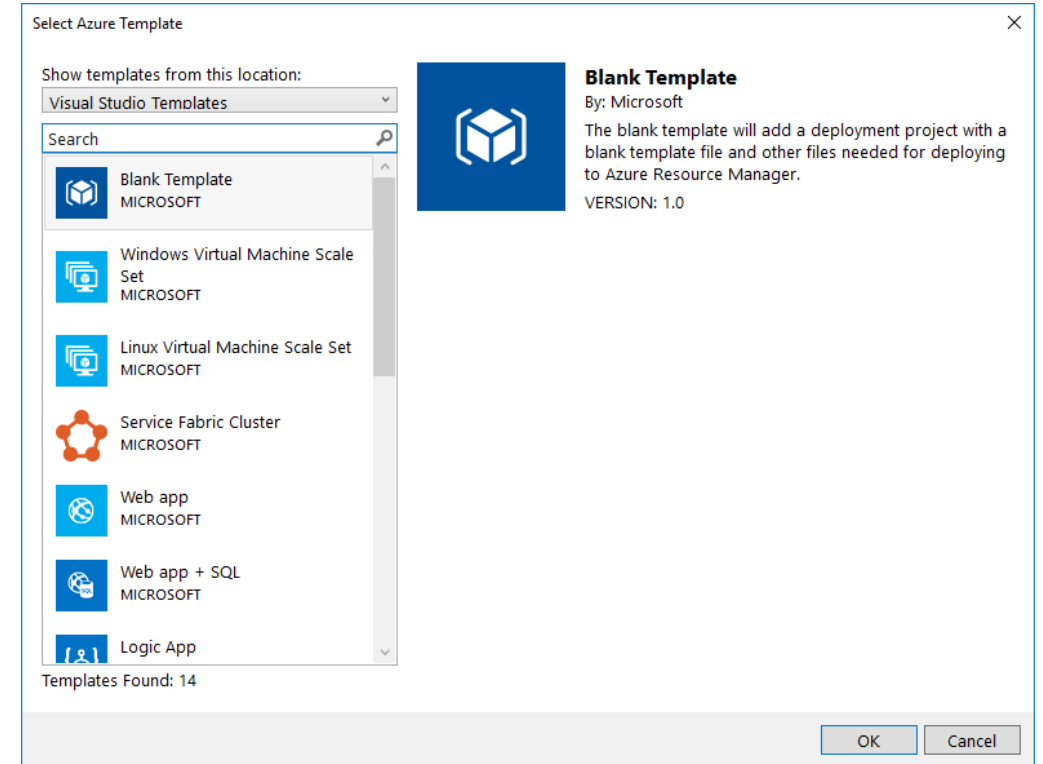 Select Azure Template
Show templates from this location:
Visual Studio Templates
Search
Blank Template
MICROSOFT
Windows Virtual Machine Scale
Set
MICROSOFT
Linux Virtual Machine Scale Set
MICROSOFT
Service Fabric Cluster
MICROSOFT
Web app
MICROSOFT
Web app + SQL
MICROSOFT
SQL
Logic App
Templates Found: 14
Blank Template
By: Microsoft
The blank template will add a deployment project with a
blank template file and other files needed for deploying
to Azure Resource Manager.
VERSION: 1.0
OK
Cancel